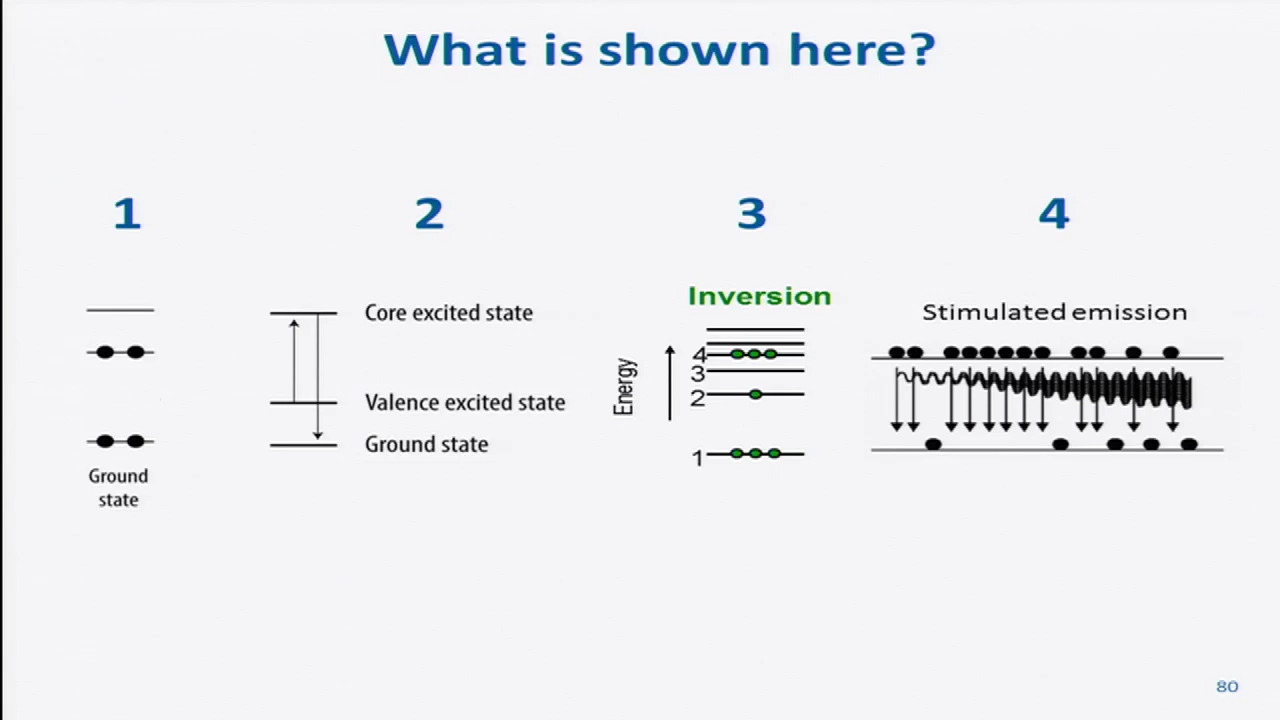 What is shown here?
1
2
3
4
Ground
state
Core excited state
Valence excited state
Ground state
Inversion
Energy
4
3
2
1
Stimulated emission
80